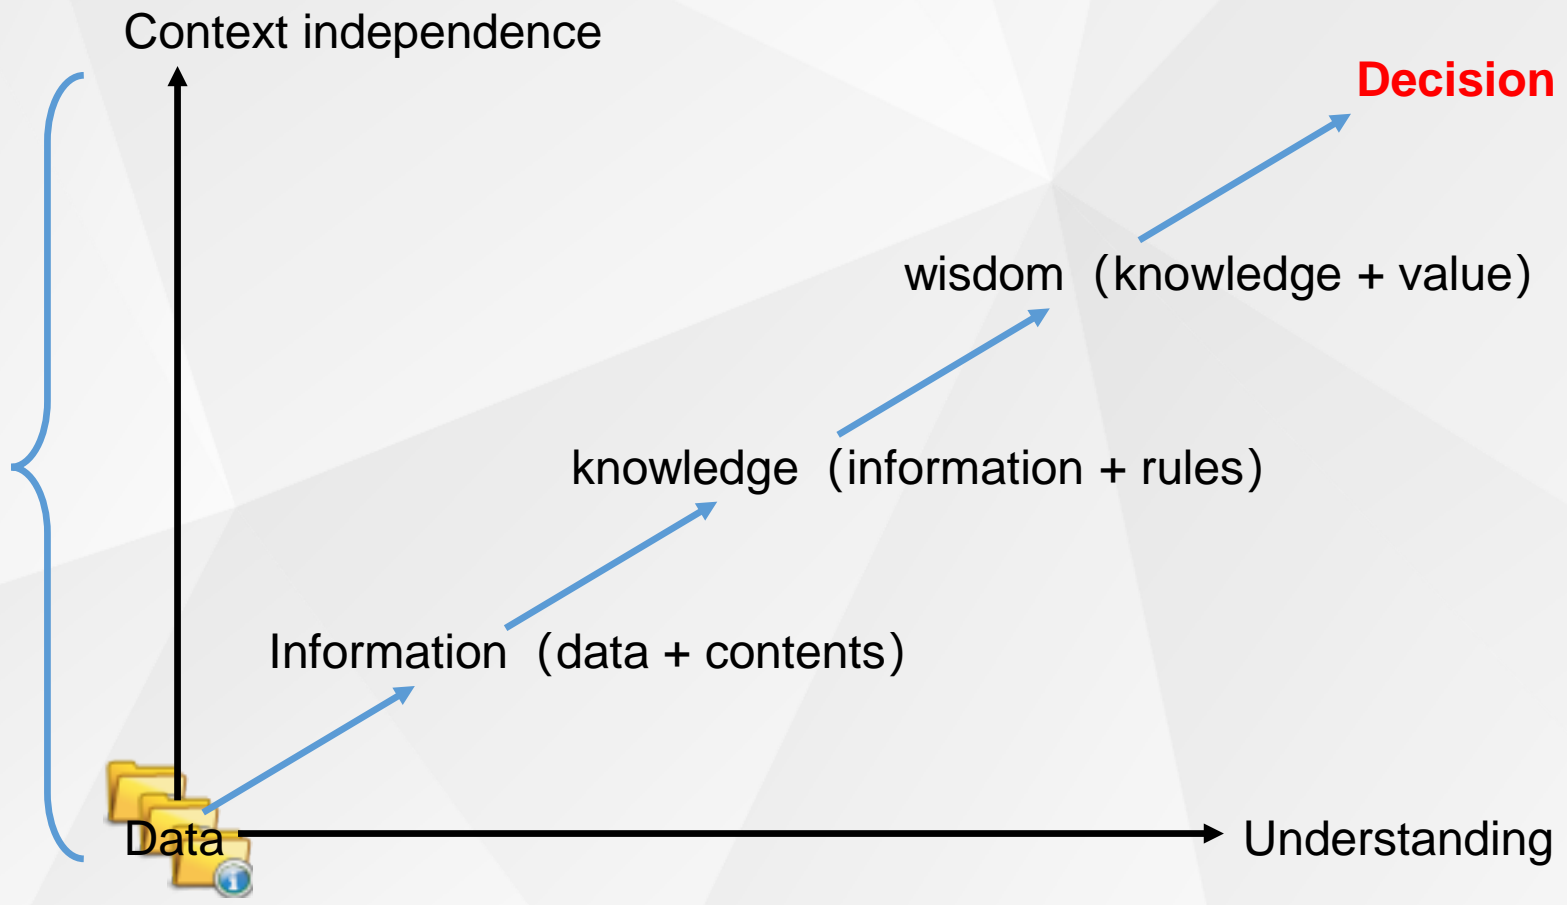 Context independence
Decision
wisdom (knowledge + value)
knowledge (information + rules)
Information (data + contents)
Data
Understanding